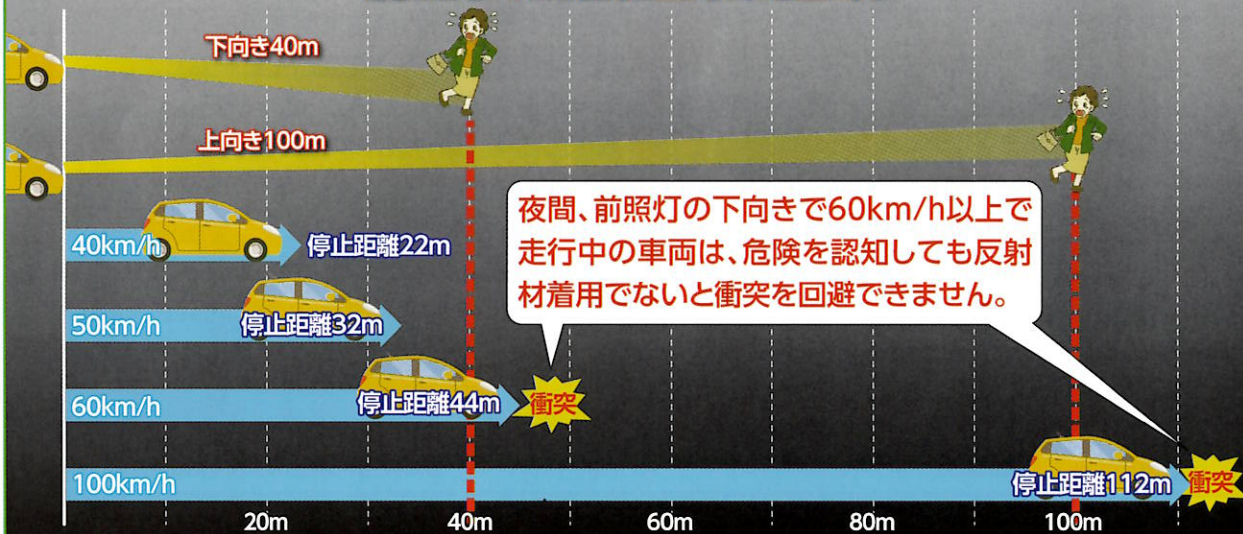 下向き40m
上向き100m
夜間、前照灯の下向きで60km/h以上で
走行中の車両は、危険を認知しても反射
材着用でないと衝突を回避できません。
40km/h
停止距離22m
50km/h
停止距離32m
60km/h
停止距離44m
衝突
100km/h
停止距離112m
衝突
20m
40m
60m
80m
100m